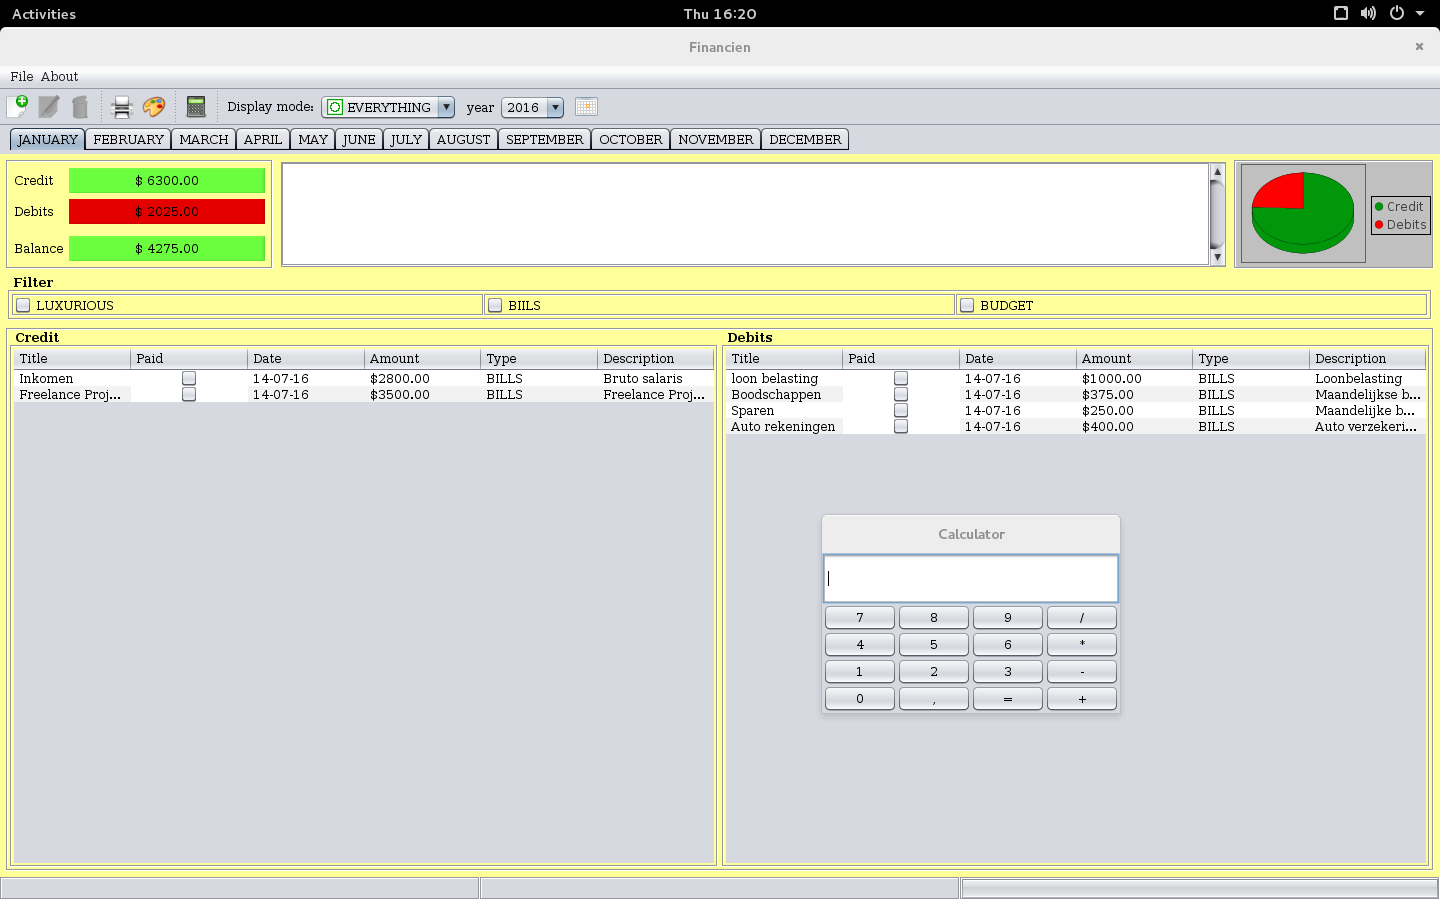 Activities
Thu 16:20
Financien
File About
Display mode: EVERYTHING year 2016
JANUARY FEBRUARY MARCH APRIL MAY JUNE JULY AUGUST SEPTEMBER OCTOBER NOVEMBER DECEMBER
Credit $ 6300.00
Debits $ 2025.00
Balance $ 4275.00
Credit
Debits
Filter
LUXURIOUS BIILS BUDGET
Credit
Title Paid Date Amount Type Description
Inkomen 14-07-16 $2800.00 BILLS Bruto salaris
Freelance Proj... 14-07-16 $3500.00 BILLS Freelance Proj...
Debits
Title Paid Date Amount Type Description
loon belasting 14-07-16 $1000.00 BILLS Loonbelasting
Boodschappen 14-07-16 $375.00 BILLS Maandelijkse b...
Sparen 14-07-16 $250.00 BILLS Maandelijke b...
Auto rekeningen 14-07-16 $400.00 BILLS Auto verzekeri...
Calculator
7 8 9 /
4 5 6 *
1 2 3 -
0 , = +